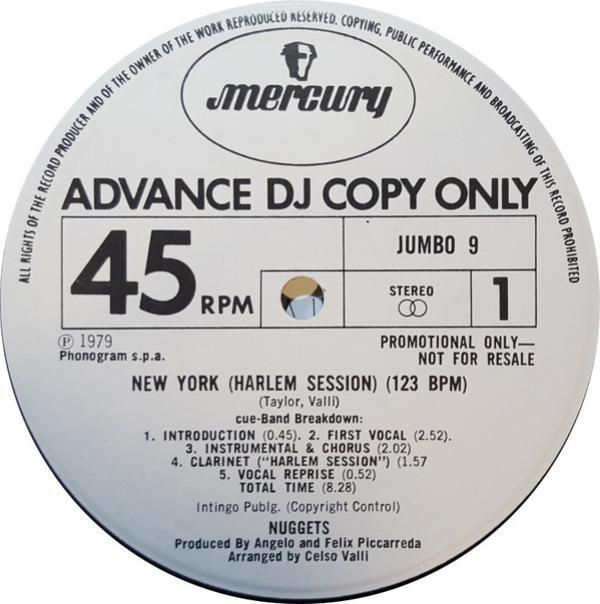 ALL RIGHTS OF THE RECORD PRODUCER AND OF THE OWNER OF THE WORK REPRODUCED RESERVED. COPYING, PUBLIC PERFORMANCE AND BROADCASTING OF THIS RECORD PROHIBITED
mercury
ADVANCE DJ COPY ONLY
45 RPM
JUMBO 9
STEREO
1
Ⓟ 1979
Phonogram s.p.a.
PROMOTIONAL ONLY—
NOT FOR RESALE
NEW YORK (HARLEM SESSION) (123 BPM)
(Taylor, Valli)
cue-Band Breakdown:
1. INTRODUCTION (0.45). 2. FIRST VOCAL (2.52).
3. INSTRUMENTAL & CHORUS (2.02)
4. CLARINET ("HARLEM SESSION") (1.57
5. VOCAL REPRISE (0.52)
TOTAL TIME (8.28)
Intingo Publg. (Copyright Control)
NUGGETS
Produced By Angelo and Felix Piccarreda
Arranged by Celso Valli